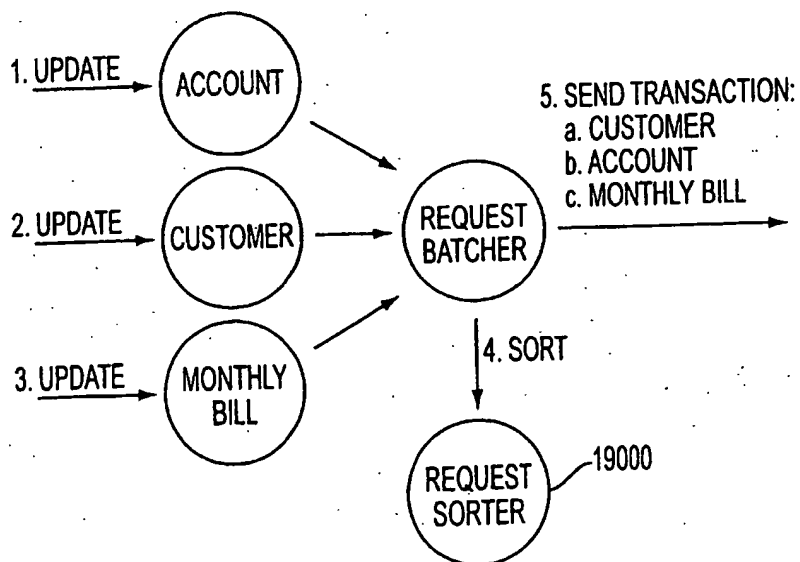 1. UPDATE
ACCOUNT
2. UPDATE
CUSTOMER
3. UPDATE
MONTHLY
BILL
REQUEST
BATCHER
4. SORT
REQUEST
SORTER
19000
5. SEND TRANSACTION:
a. CUSTOMER
b. ACCOUNT
c. MONTHLY BILL